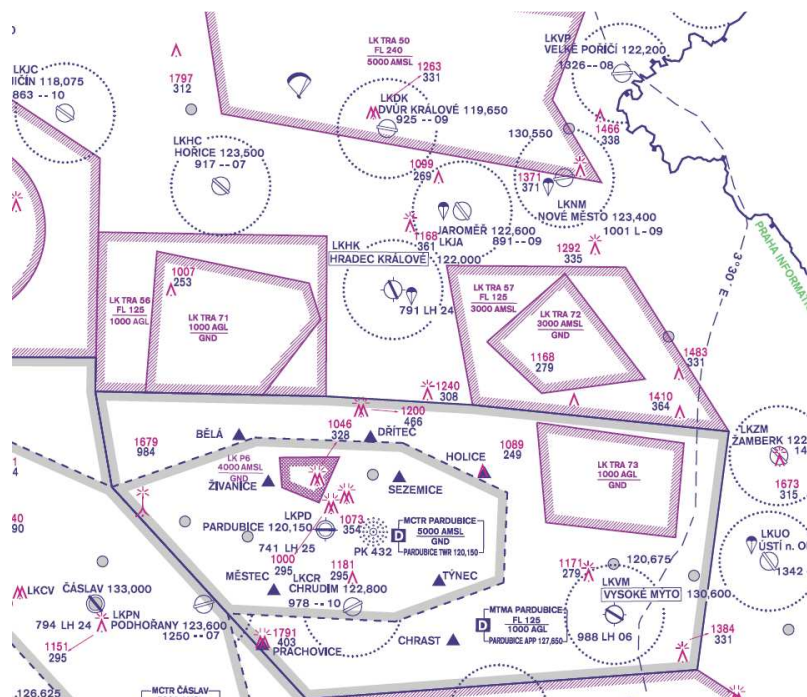 LK TRA 50
FL 240
5000 AMSL
LKVP
VELKÉ POŘÍČÍ 122,200
1326--08
1797
312
1263
331
LKJC
118,075
863 -- 10
LKDK
DVŮR KRÁLOVÉ 119,650
925 -- 09
LKHC
HOŘICE 123,500
917 --07
130,550
1466
338
1099
269
1371
371
LKNM
NOVÉ MĚSTO 123,400
1001 L-09
1168
361
JAROMĚŘ 122,600
LKJA
891--09
LKHK
HRADEC KRÁLOVÉ 122,000
791 LH 24
1292
335
3°30' E
PRAHA INFORMAT
1007
253
LK TRA 56
FL 125
1000 AGL
LK TRA 71
1000 AGL
GND
LK TRA 57
FL 125
3000 AMSL
LK TRA 72
3000 AMSL
GND
1168
279
1483
331
1240
308
1410
364
1200
466
1046
328
BĚLÁ
DŘÍTEČ
1679
984
LK P6
4000 AMSL
GND
ŽIVANICE
HOLICE
1089
249
LK TRA 73
1000 AGL
GND
LKZM
ŽAMBERK 122
14
1673
315
SEZEMICE
LKPD
PARDUBICE 120,150
741 LH 25
1073
354
PK 432
D
MCTR PARDUBICE
5000 AMSL
GND
PARDUBICE TWR 120,150
40
90
1000
295
1181
295
MĚSTEC
LKCR
CHRUDIM 122,800
978 -- 10
TÝNEC
1171
279
120,675
LKUO
ÚSTÍ n. O
1342
LKCV
ČÁSLAV 133,000
794 LH 24
LKPN
PODHOŘANY 123,600
1250 --07
1151
295
LKVM
VYSOKÉ MÝTO 130,600
988 LH 06
D
MTMA PARDUBICE
FL 125
1000 AGL
PARDUBICE APP 127,650
1791
403
PRACHOVICE
CHRAST
1384
331
126,625
MCTR ČÁSLAV